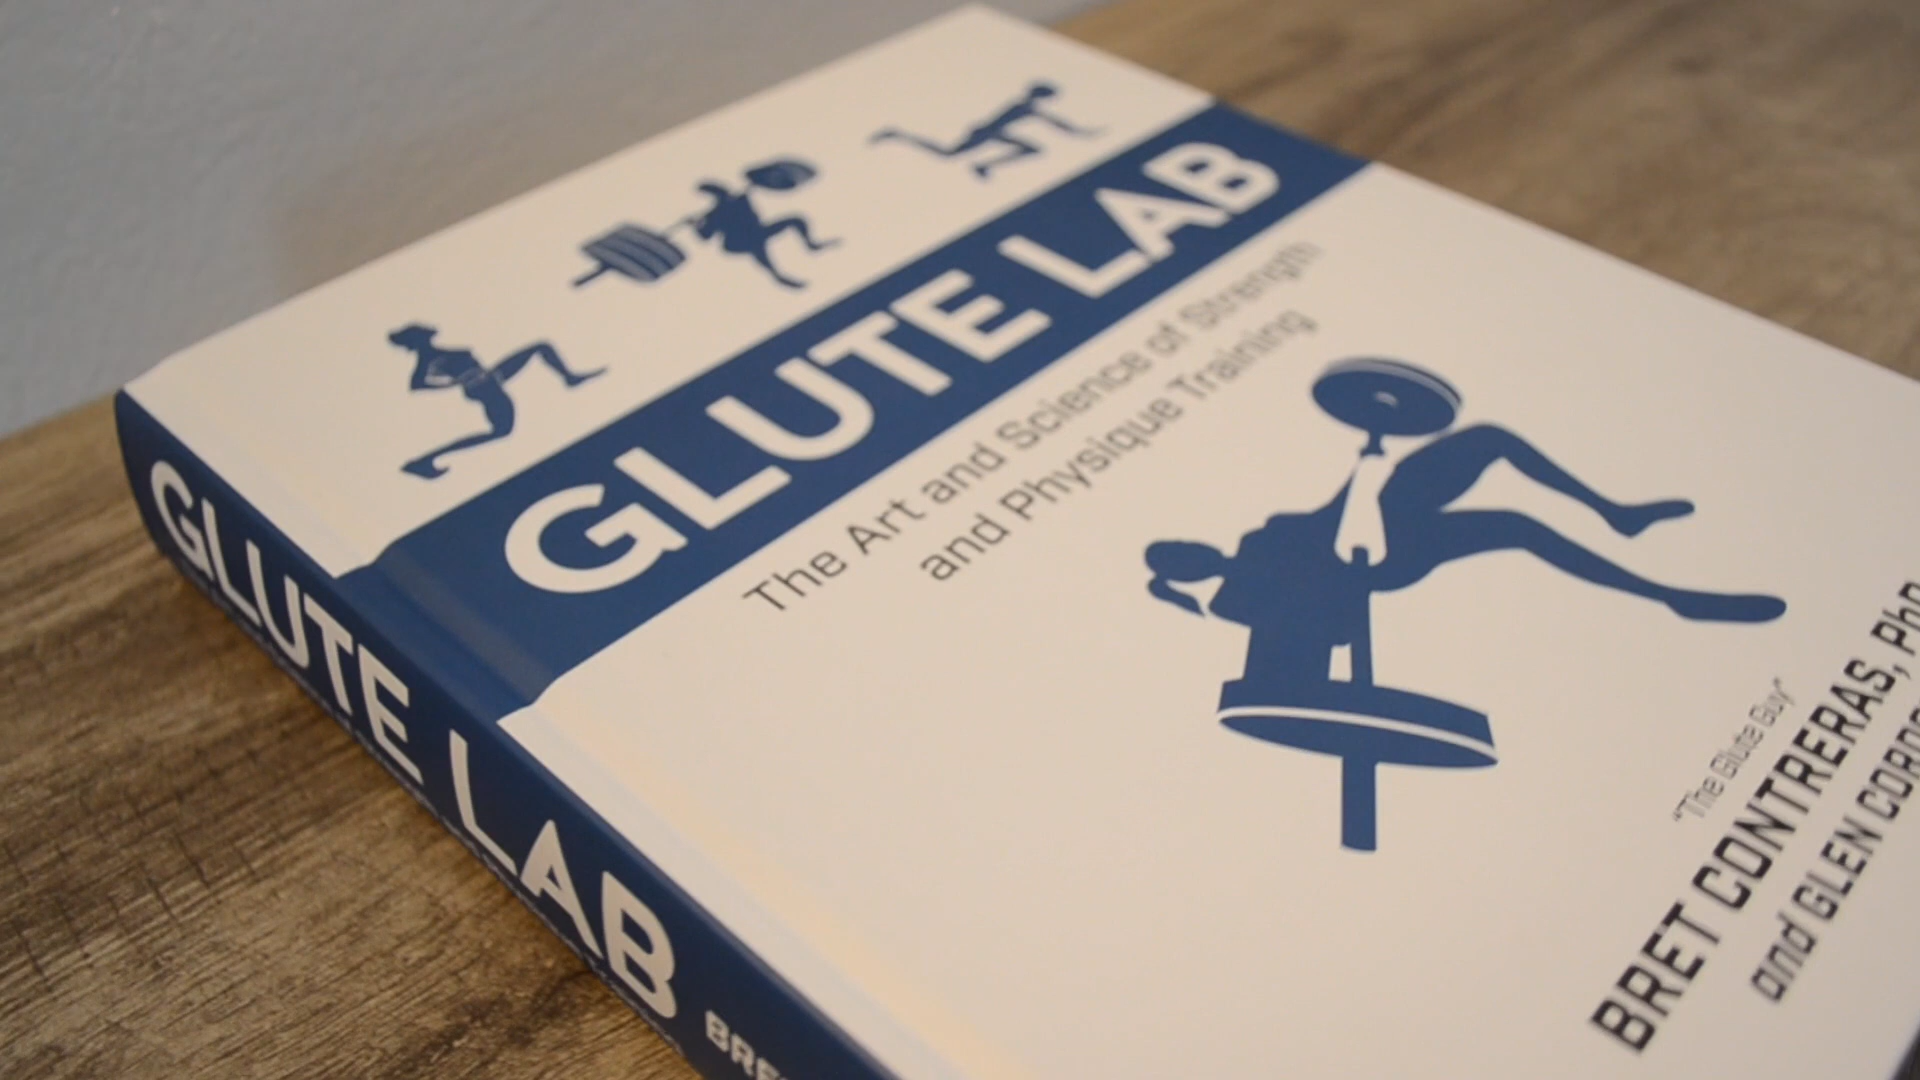 GLUTE LAB
The Art and Science of Strength
and Physique Training
"The Glute Guy"
BRET CONTRERAS, PhD
and GLEN
GLUTE LAB